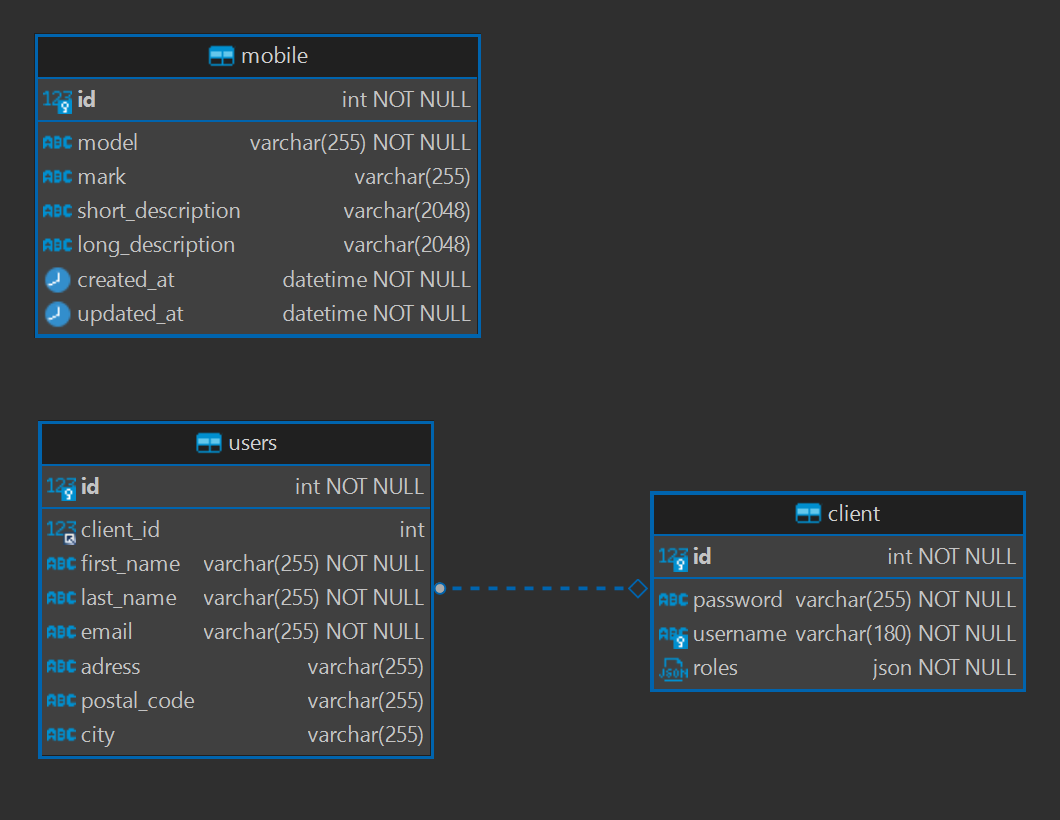 mobile
123 id int NOT NULL
ABC model varchar(255) NOT NULL
ABC mark varchar(255)
ABC short_description varchar(2048)
ABC long_description varchar(2048)
created_at datetime NOT NULL
updated_at datetime NOT NULL
users
123 id int NOT NULL
123 client_id int
ABC first_name varchar(255) NOT NULL
ABC last_name varchar(255) NOT NULL
ABC email varchar(255) NOT NULL
ABC adress varchar(255)
ABC postal_code varchar(255)
ABC city varchar(255)
client
123 id int NOT NULL
ABC password varchar(255) NOT NULL
ABC username varchar(180) NOT NULL
JSON roles json NOT NULL